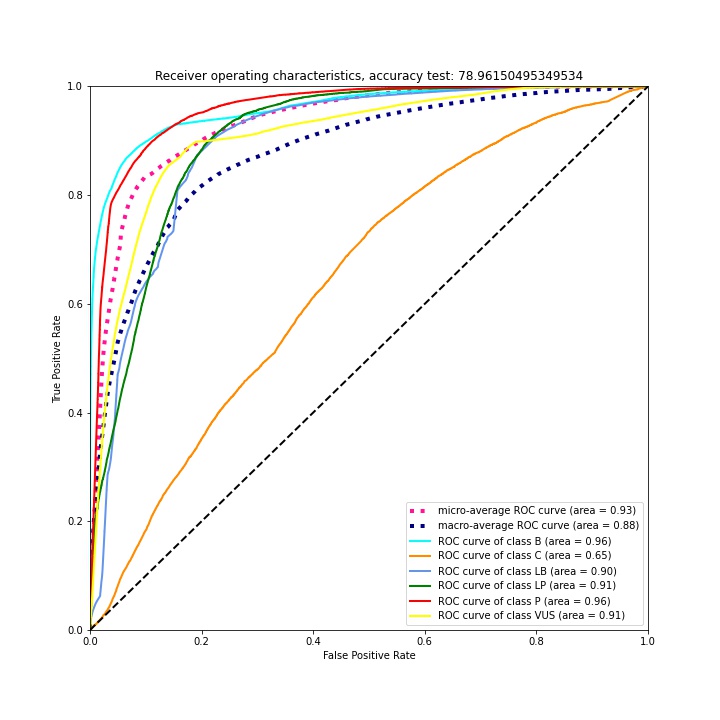 Receiver operating characteristics, accuracy test: 78.96150495349534
1.0
0.8
0.6
0.4
0.2
0.0
True Positive Rate
micro-average ROC curve (area = 0.93)
macro-average ROC curve (area = 0.88)
ROC curve of class B (area = 0.96)
ROC curve of class C (area = 0.65)
ROC curve of class LB (area = 0.90)
ROC curve of class LP (area = 0.91)
ROC curve of class P (area = 0.96)
ROC curve of class VUS (area = 0.91)
0.0 0.2 0.4 0.6 0.8 1.0
False Positive Rate